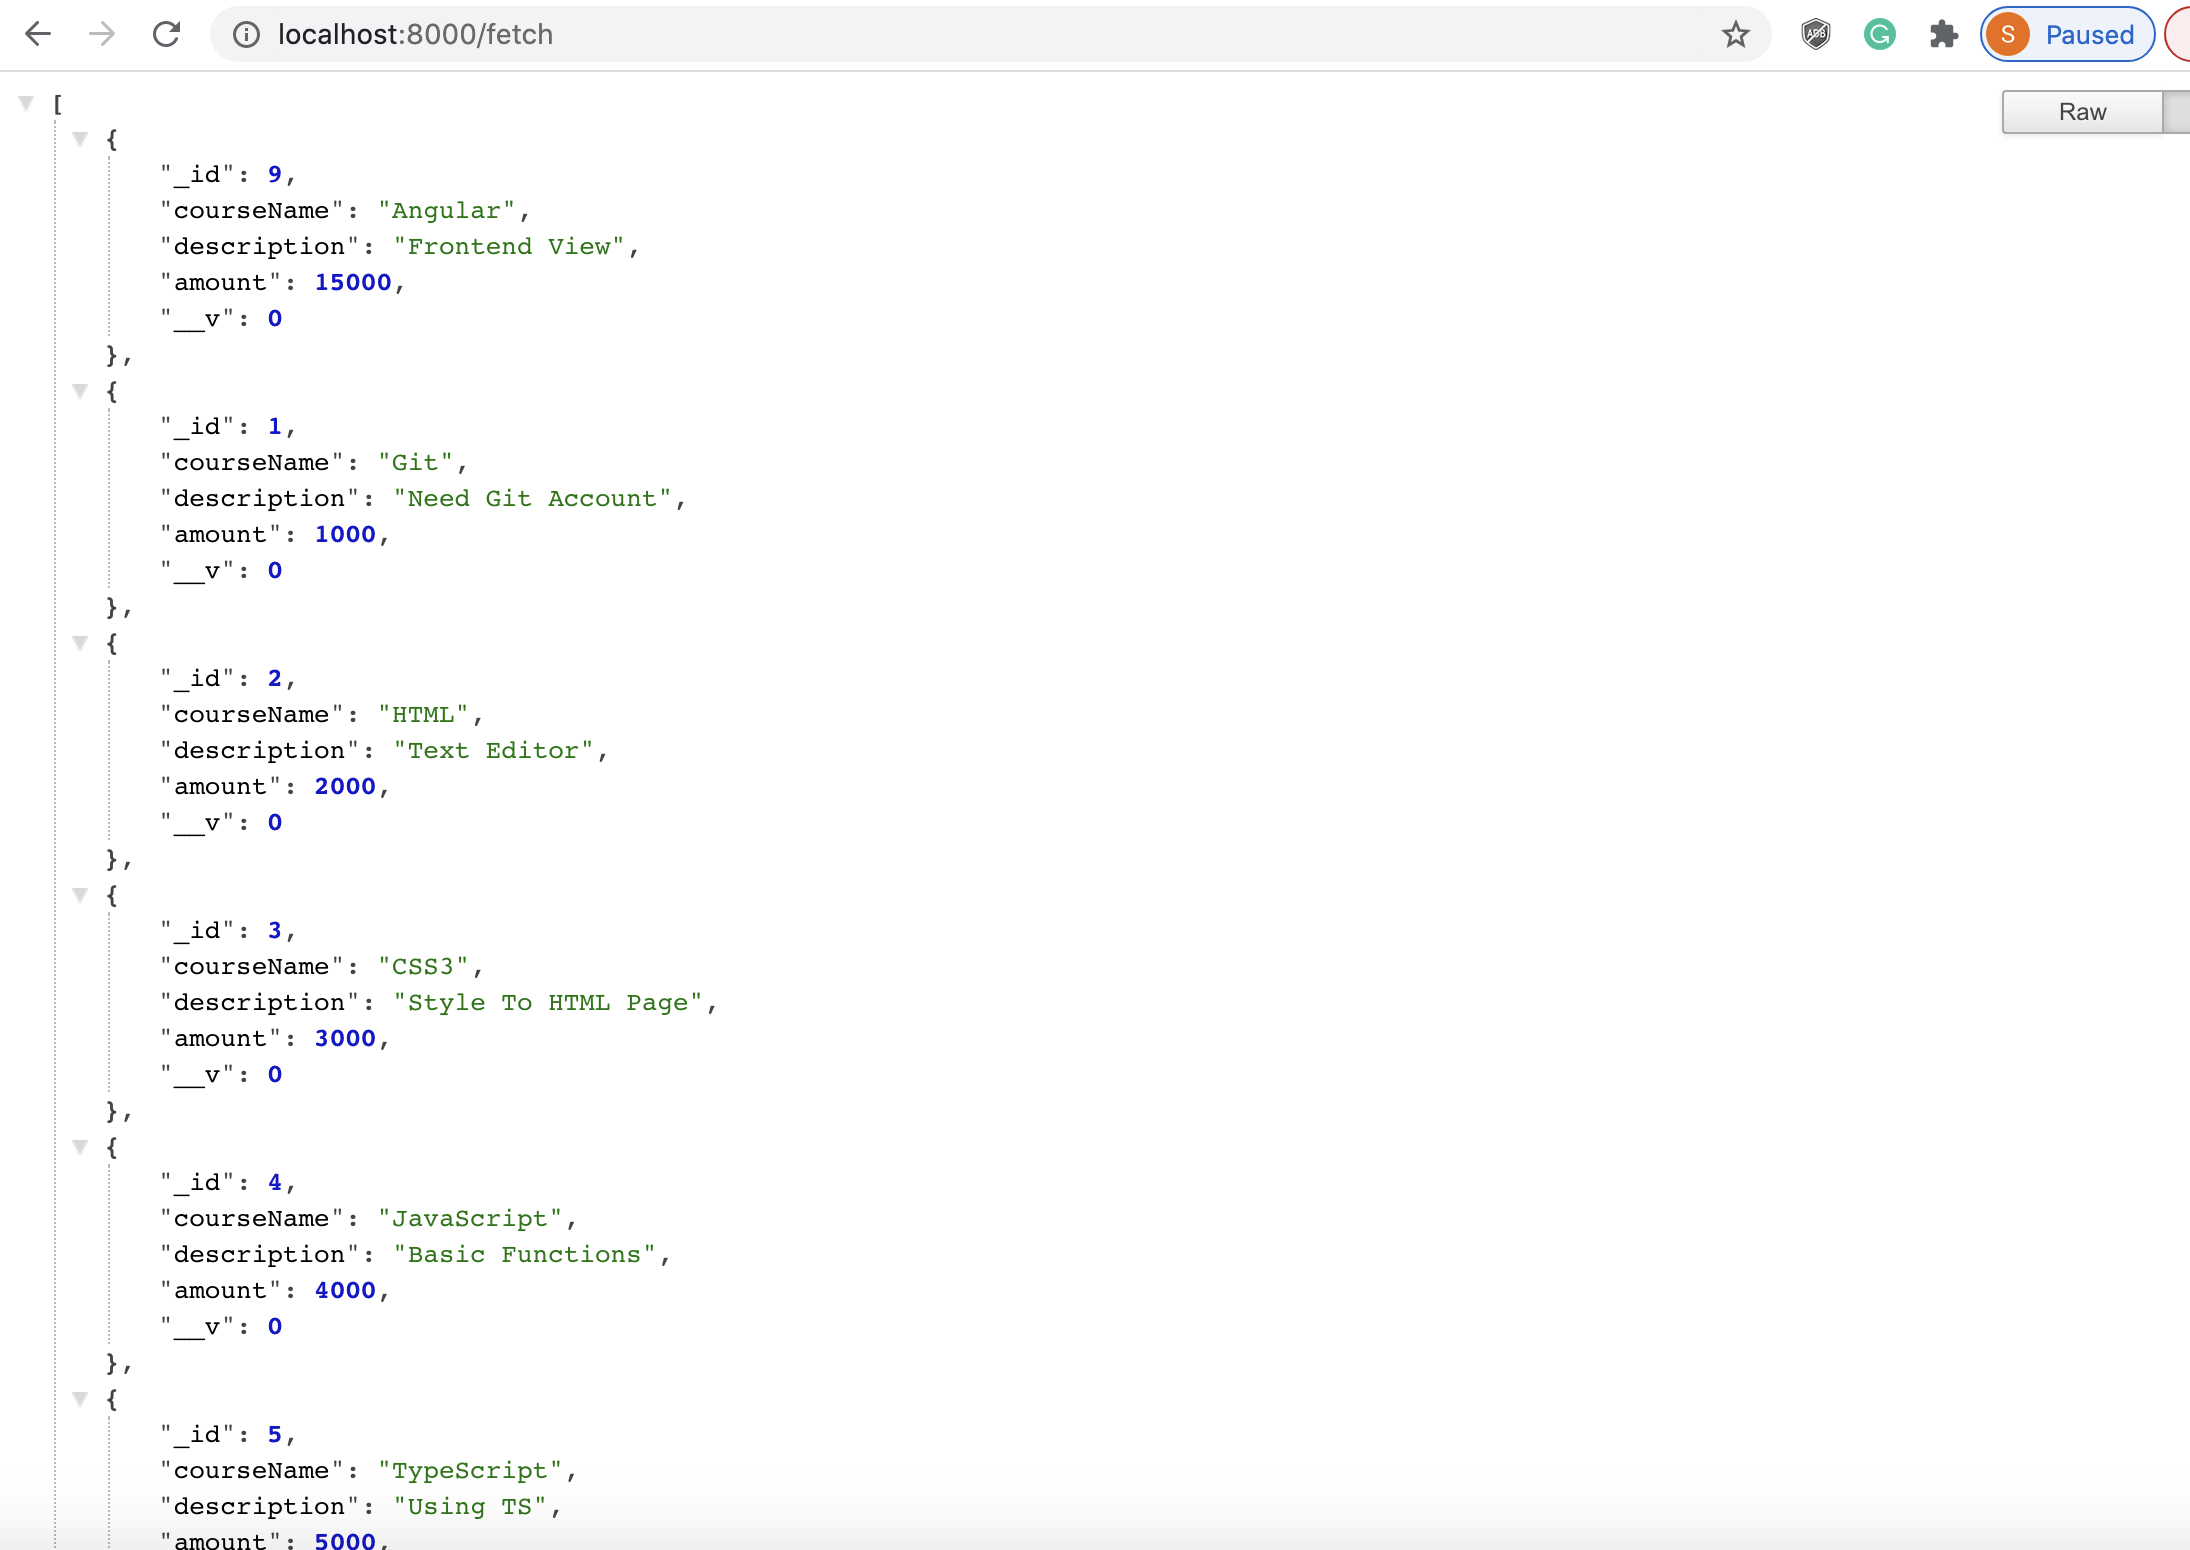 localhost:8000/fetch
ADB
G
S
Paused
Raw
[
{
"_id": 9,
"courseName": "Angular",
"description": "Frontend View",
"amount": 15000,
"__v": 0
},
{
"_id": 1,
"courseName": "Git",
"description": "Need Git Account",
"amount": 1000,
"__v": 0
},
{
"_id": 2,
"courseName": "HTML",
"description": "Text Editor",
"amount": 2000,
"__v": 0
},
{
"_id": 3,
"courseName": "CSS3",
"description": "Style To HTML Page",
"amount": 3000,
"__v": 0
},
{
"_id": 4,
"courseName": "JavaScript",
"description": "Basic Functions",
"amount": 4000,
"__v": 0
},
{
"_id": 5,
"courseName": "TypeScript",
"description": "Using TS",
"amount": 5000,